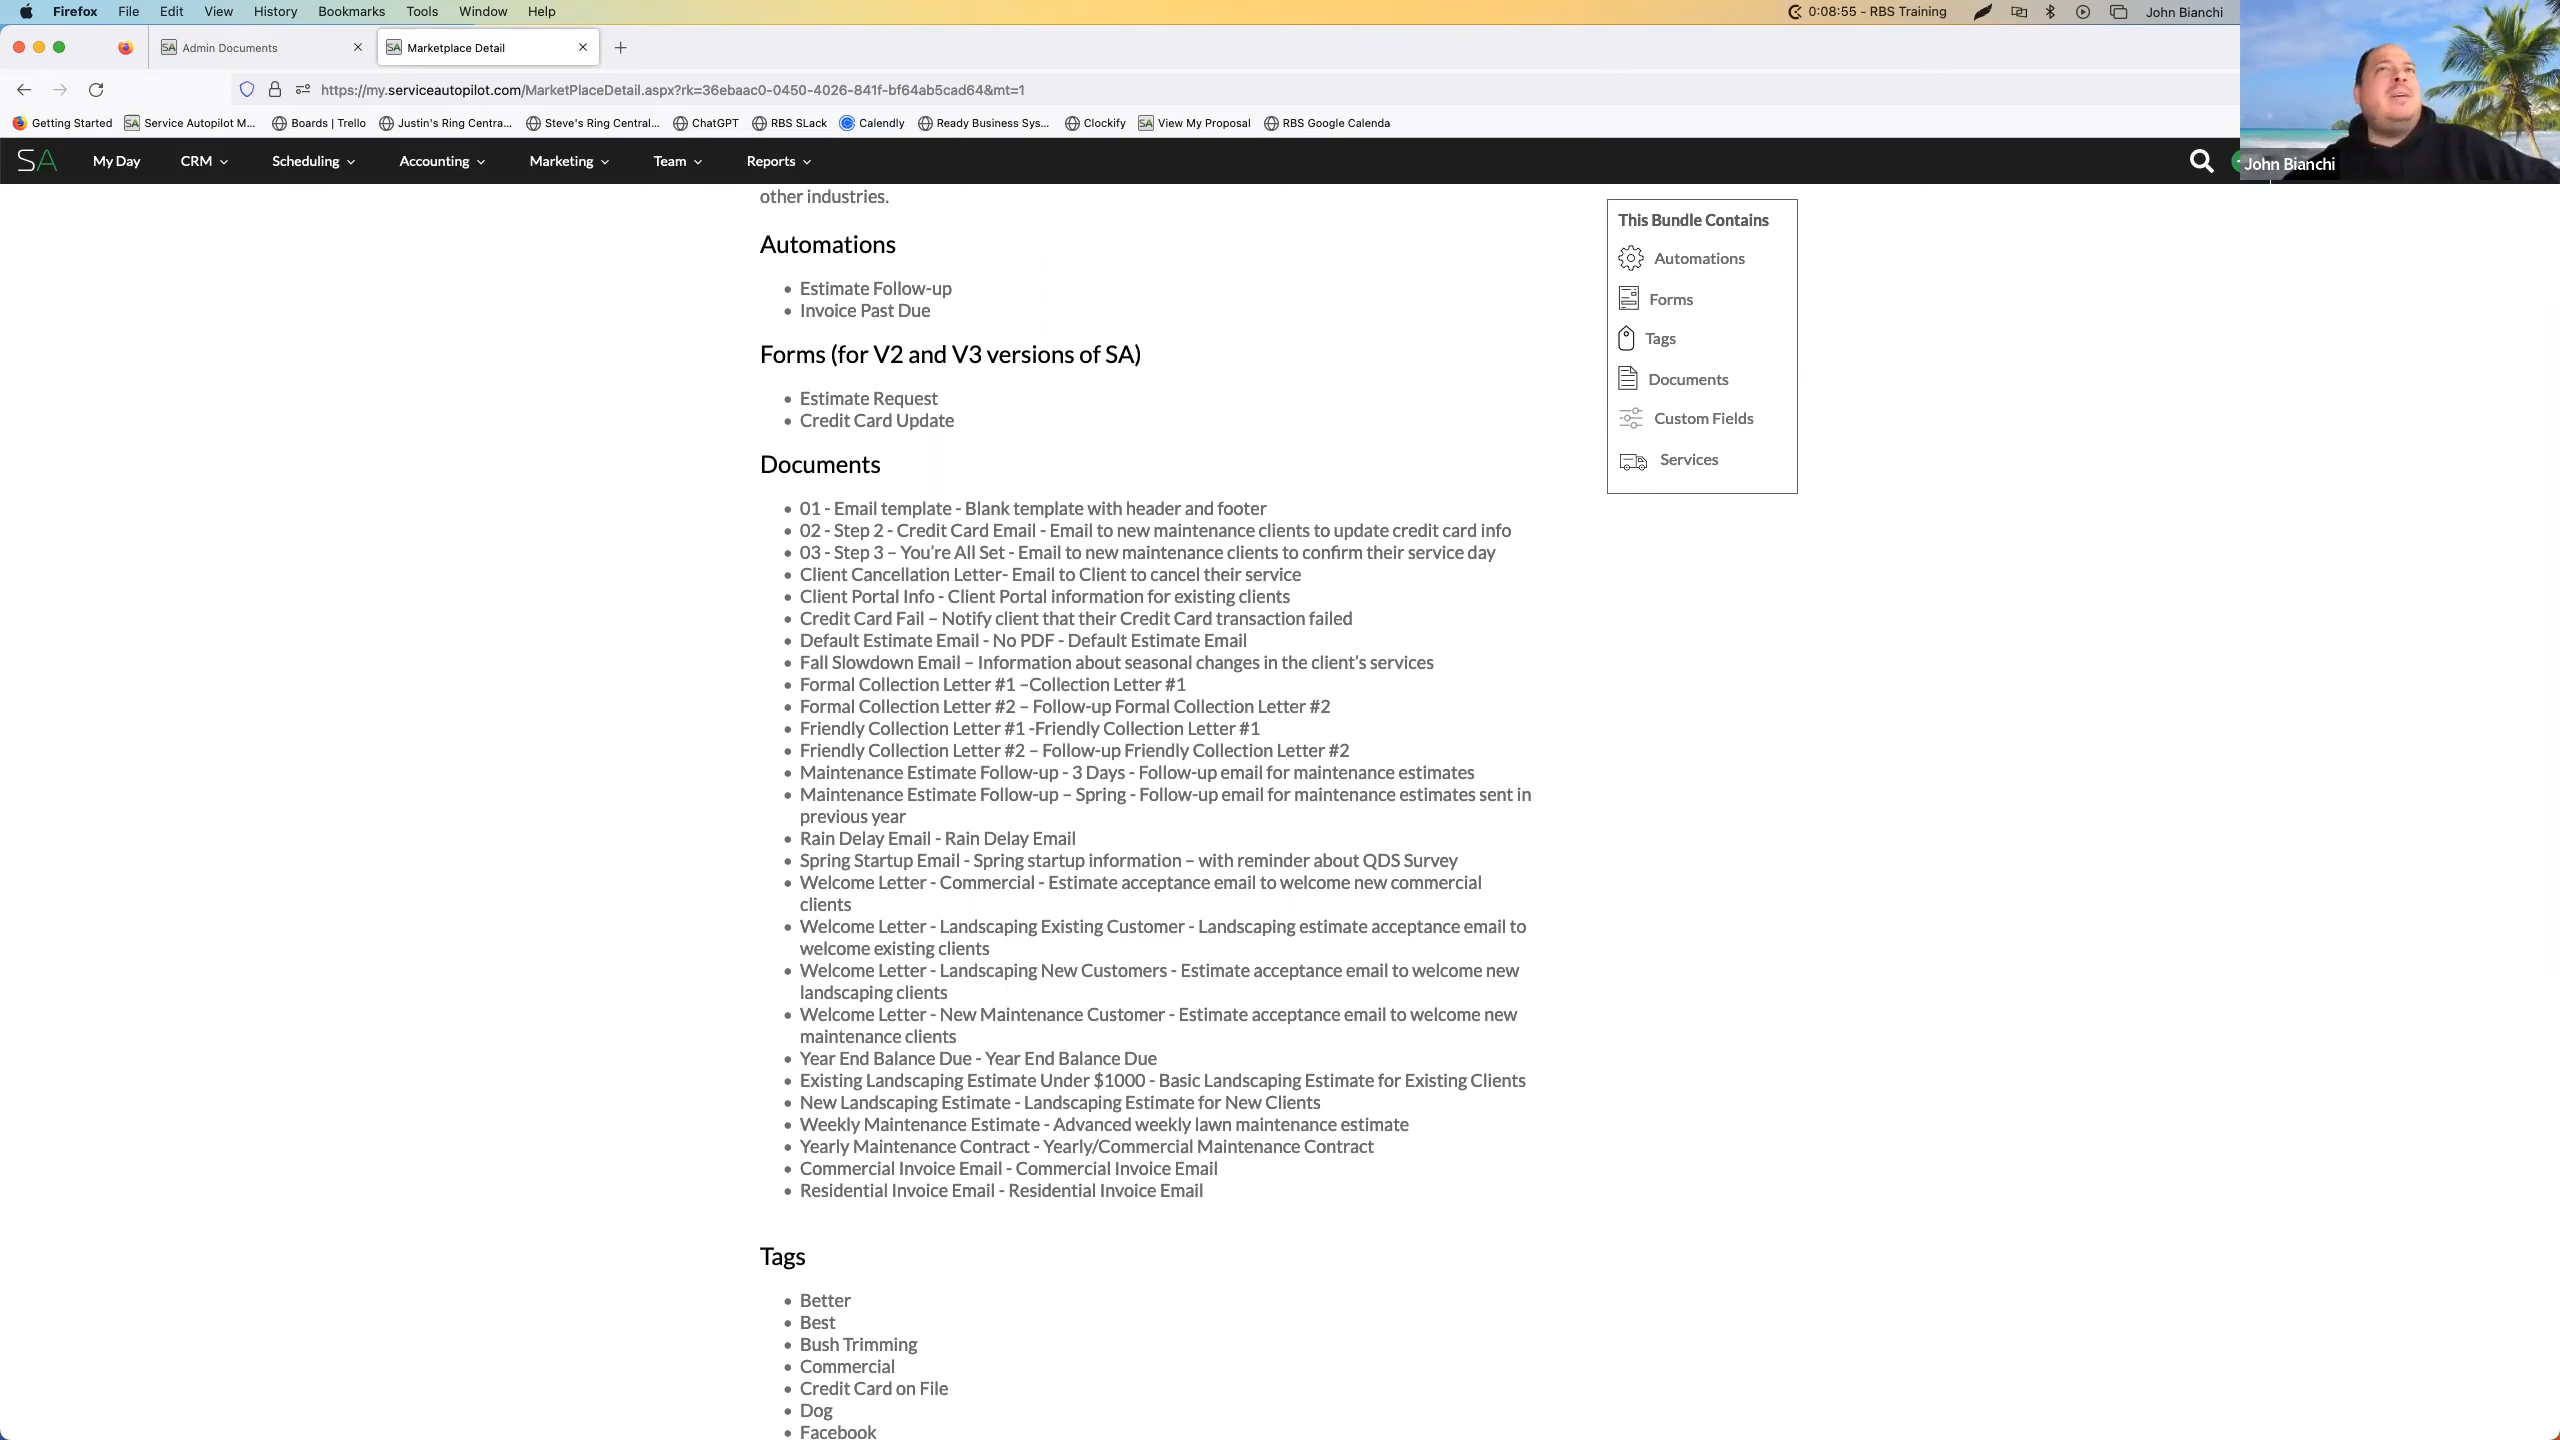 Firefox File Edit View History Bookmarks Tools Window Help 0:08:55 - RBS Training John Bianchi
SA Admin Documents SA Marketplace Detail
https://my.serviceautopilot.com/MarketPlaceDetail.aspx?rk=36ebaac0-0450-4026-841f-bf64ab5cad64&mt=1
Getting Started SA Service Autopilot M... Boards | Trello Justin's Ring Centra... Steve's Ring Central... ChatGPT RBS SLack Calendly Ready Business Sys... Clockify SA View My Proposal RBS Google Calenda
SA My Day CRM Scheduling Accounting Marketing Team Reports
John Bianchi
other industries.
Automations
• Estimate Follow-up
• Invoice Past Due
Forms (for V2 and V3 versions of SA)
• Estimate Request
• Credit Card Update
Documents
• 01 - Email template - Blank template with header and footer
• 02 - Step 2 - Credit Card Email - Email to new maintenance clients to update credit card info
• 03 - Step 3 – You’re All Set - Email to new maintenance clients to confirm their service day
• Client Cancellation Letter- Email to Client to cancel their service
• Client Portal Info - Client Portal information for existing clients
• Credit Card Fail – Notify client that their Credit Card transaction failed
• Default Estimate Email - No PDF - Default Estimate Email
• Fall Slowdown Email – Information about seasonal changes in the client’s services
• Formal Collection Letter #1 –Collection Letter #1
• Formal Collection Letter #2 – Follow-up Formal Collection Letter #2
• Friendly Collection Letter #1 -Friendly Collection Letter #1
• Friendly Collection Letter #2 – Follow-up Friendly Collection Letter #2
• Maintenance Estimate Follow-up - 3 Days - Follow-up email for maintenance estimates
• Maintenance Estimate Follow-up – Spring - Follow-up email for maintenance estimates sent in
previous year
• Rain Delay Email - Rain Delay Email
• Spring Startup Email - Spring startup information – with reminder about QDS Survey
• Welcome Letter - Commercial - Estimate acceptance email to welcome new commercial
clients
• Welcome Letter - Landscaping Existing Customer - Landscaping estimate acceptance email to
welcome existing clients
• Welcome Letter - Landscaping New Customers - Estimate acceptance email to welcome new
landscaping clients
• Welcome Letter - New Maintenance Customer - Estimate acceptance email to welcome new
maintenance clients
• Year End Balance Due - Year End Balance Due
• Existing Landscaping Estimate Under $1000 - Basic Landscaping Estimate for Existing Clients
• New Landscaping Estimate - Landscaping Estimate for New Clients
• Weekly Maintenance Estimate - Advanced weekly lawn maintenance estimate
• Yearly Maintenance Contract - Yearly/Commercial Maintenance Contract
• Commercial Invoice Email - Commercial Invoice Email
• Residential Invoice Email - Residential Invoice Email
Tags
• Better
• Best
• Bush Trimming
• Commercial
• Credit Card on File
• Dog
• Facebook
This Bundle Contains
Automations
Forms
Tags
Documents
Custom Fields
Services